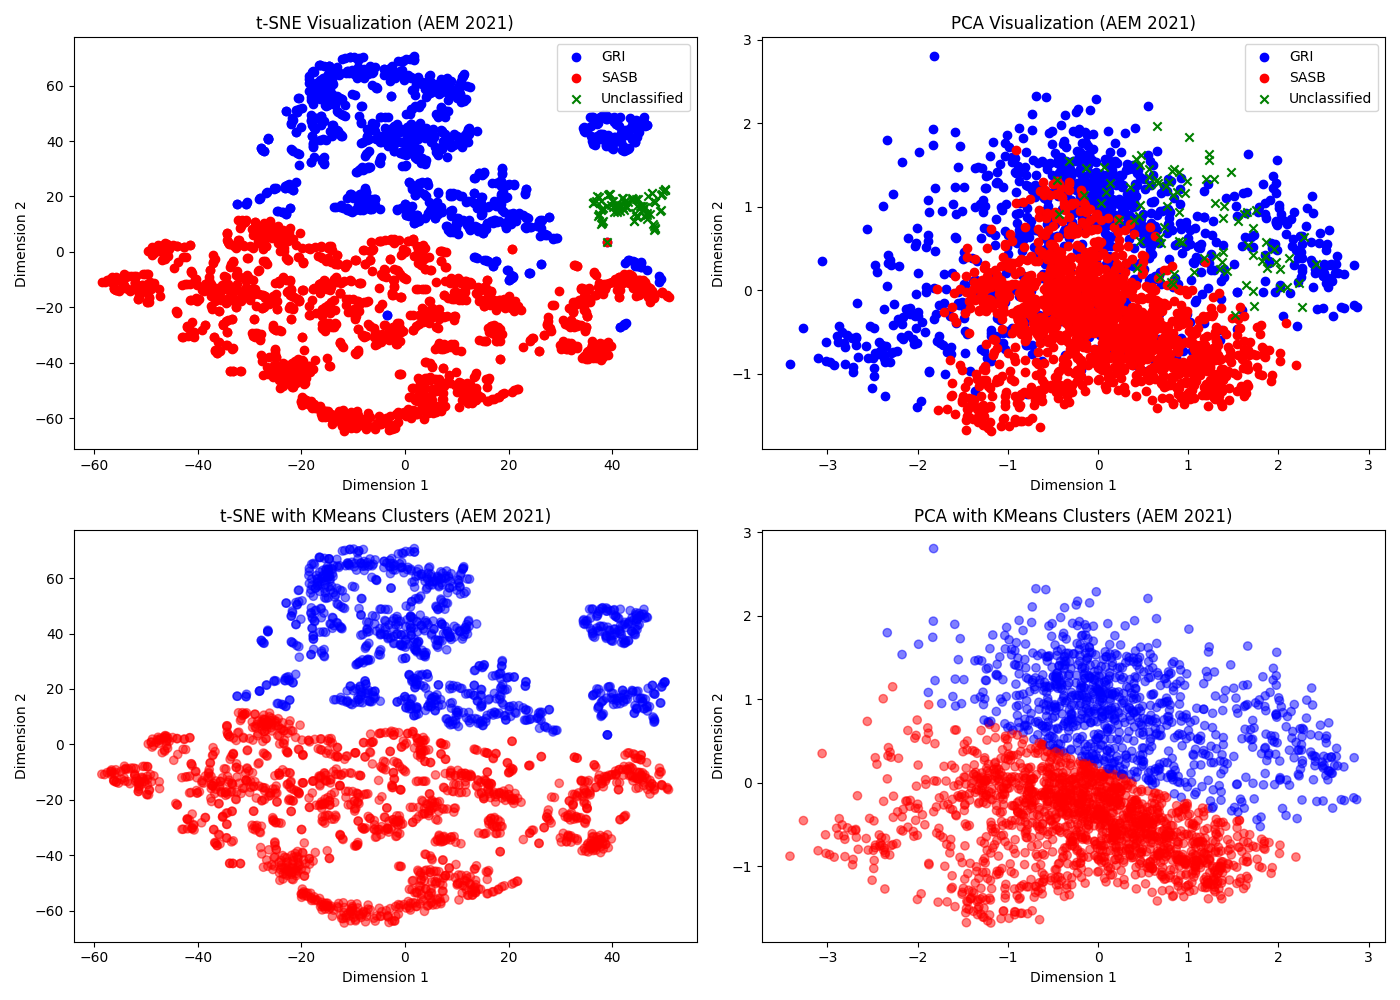 t-SNE Visualization (AEM 2021)
GRI
SASB
Unclassified
60
40
20
0
−20
−40
−60
Dimension 2
−60 −40 −20 0 20 40
Dimension 1
PCA Visualization (AEM 2021)
GRI
SASB
Unclassified
3
2
1
0
−1
Dimension 2
−3 −2 −1 0 1 2 3
Dimension 1
t-SNE with KMeans Clusters (AEM 2021)
60
40
20
0
−20
−40
−60
Dimension 2
−60 −40 −20 0 20 40
Dimension 1
PCA with KMeans Clusters (AEM 2021)
3
2
1
0
−1
Dimension 2
−3 −2 −1 0 1 2 3
Dimension 1